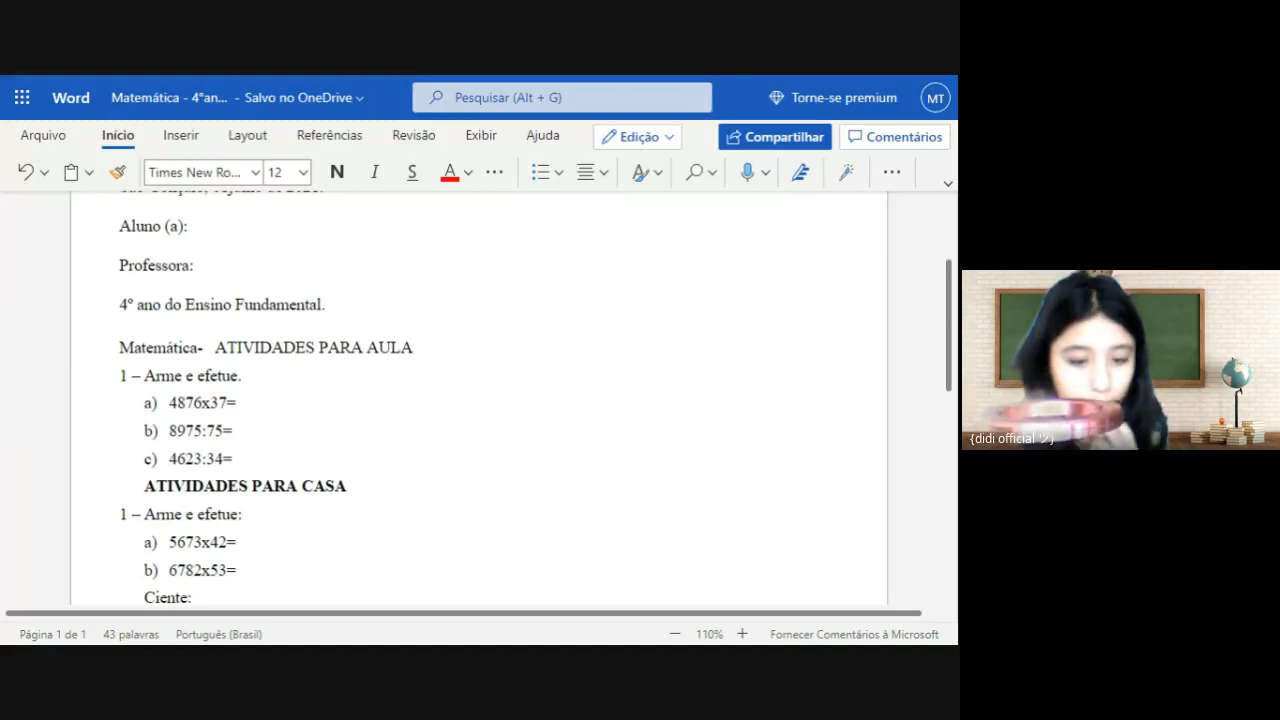 Word Matemática - 4°an... - Salvo no OneDrive Pesquisar (Alt + G) Torne-se premium MT
Arquivo Início Inserir Layout Referências Revisão Exibir Ajuda Edição Compartilhar Comentários
Times New Ro... 12 N I S A ...
Aluno (a):
Professora:
4º ano do Ensino Fundamental.
Matemática- ATIVIDADES PARA AULA
1 – Arme e efetue.
a) 4876x37=
b) 8975:75=
c) 4623:34=
ATIVIDADES PARA CASA
1 – Arme e efetue:
a) 5673x42=
b) 6782x53=
Ciente:
{didi official ツ}
Página 1 de 1 43 palavras Português (Brasil) 110% Fornecer Comentários à Microsoft